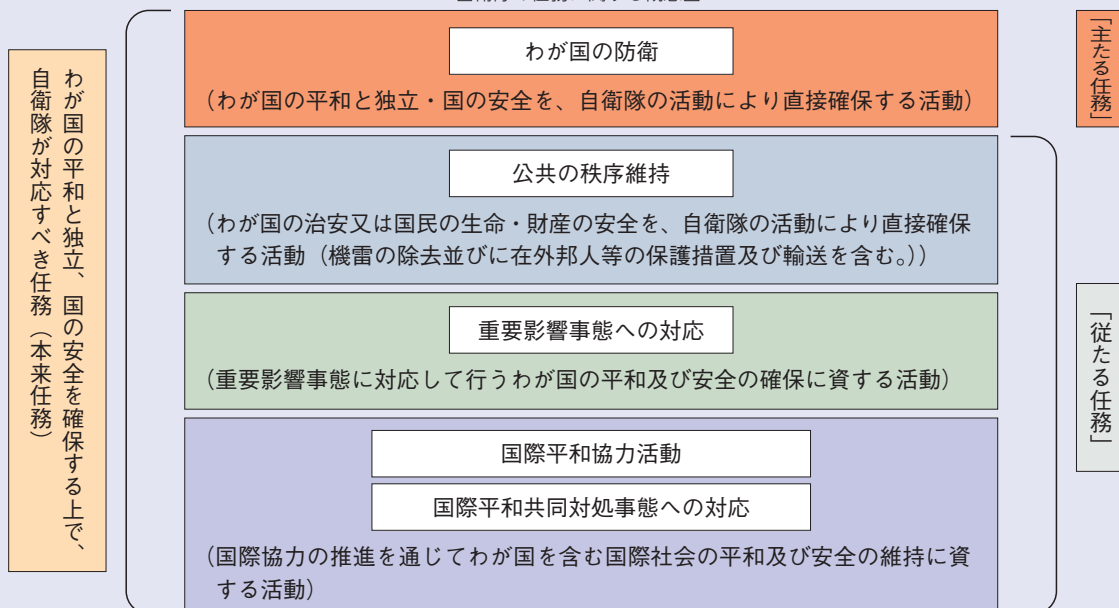 わが国の平和と独立、国の安全を確保する上で、
自衛隊が対応すべき任務（本来任務）
わが国の防衛
（わが国の平和と独立・国の安全を、自衛隊の活動により直接確保する活動）
「主たる任務」
公共の秩序維持
（わが国の治安又は国民の生命・財産の安全を、自衛隊の活動により直接確保
する活動（機雷の除去並びに在外邦人等の保護措置及び輸送を含む。））
重要影響事態への対応
（重要影響事態に対応して行うわが国の平和及び安全の確保に資する活動）
「従たる任務」
国際平和協力活動
国際平和共同対処事態への対応
（国際協力の推進を通じてわが国を含む国際社会の平和及び安全の維持に資
する活動）